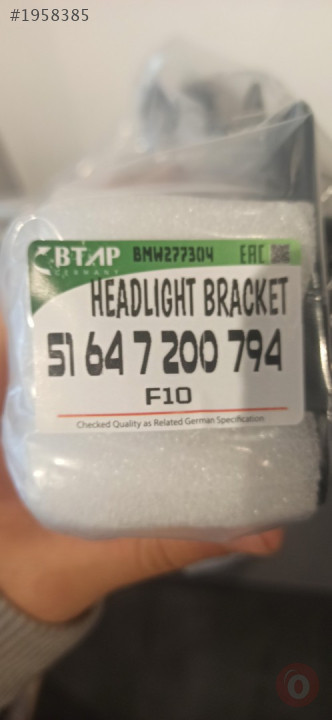 #1958385
BTAP BMW277304 EAC
GERMANY
HEADLIGHT BRACKET
51 64 7 200 794
F10
Checked Quality as Related German Specification